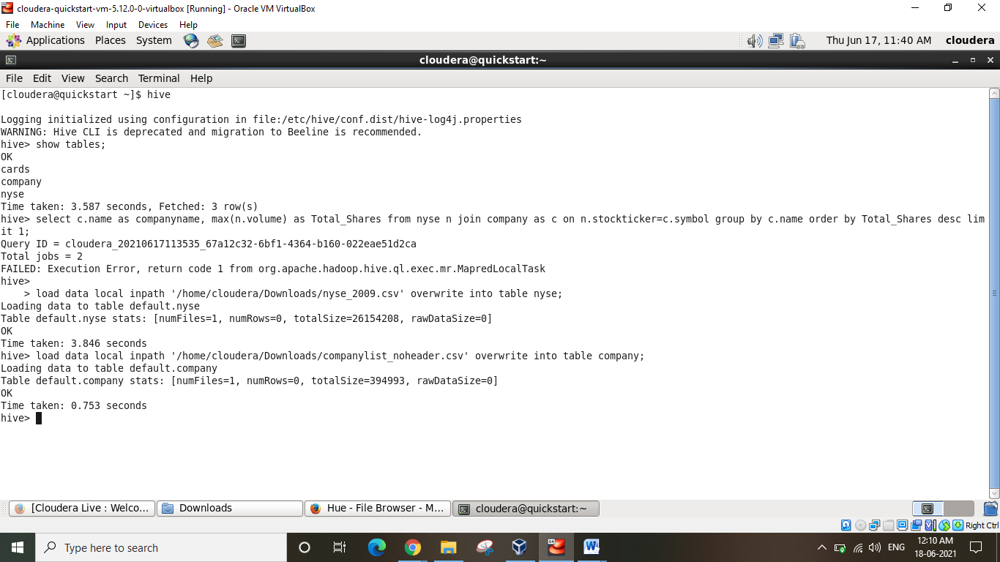 cloudera-quickstart-vm-5.12.0-0-virtualbox [Running] - Oracle VM VirtualBox
File Machine View Input Devices Help
Applications Places System Thu Jun 17, 11:40 AM cloudera
cloudera@quickstart:~
File Edit View Search Terminal Help
[cloudera@quickstart ~]$ hive
Logging initialized using configuration in file:/etc/hive/conf.dist/hive-log4j.properties
WARNING: Hive CLI is deprecated and migration to Beeline is recommended.
hive> show tables;
OK
cards
company
nyse
Time taken: 3.587 seconds, Fetched: 3 row(s)
hive> select c.name as companyname, max(n.volume) as Total_Shares from nyse n join company as c on n.stockticker=c.symbol group by c.name order by Total_Shares desc lim
it 1;
Query ID = cloudera_20210617113535_67a12c32-6bf1-4364-b160-022eae51d2ca
Total jobs = 2
FAILED: Execution Error, return code 1 from org.apache.hadoop.hive.ql.exec.mr.MapredLocalTask
hive>
    > load data local inpath '/home/cloudera/Downloads/nyse_2009.csv' overwrite into table nyse;
Loading data to table default.nyse
Table default.nyse stats: [numFiles=1, numRows=0, totalSize=26154208, rawDataSize=0]
OK
Time taken: 3.846 seconds
hive> load data local inpath '/home/cloudera/Downloads/companylist_noheader.csv' overwrite into table company;
Loading data to table default.company
Table default.company stats: [numFiles=1, numRows=0, totalSize=394993, rawDataSize=0]
OK
Time taken: 0.753 seconds
hive>
[Cloudera Live : Welco... Downloads Hue - File Browser - M... cloudera@quickstart:~
Right Ctrl
Type here to search
ENG
12:10 AM
18-06-2021